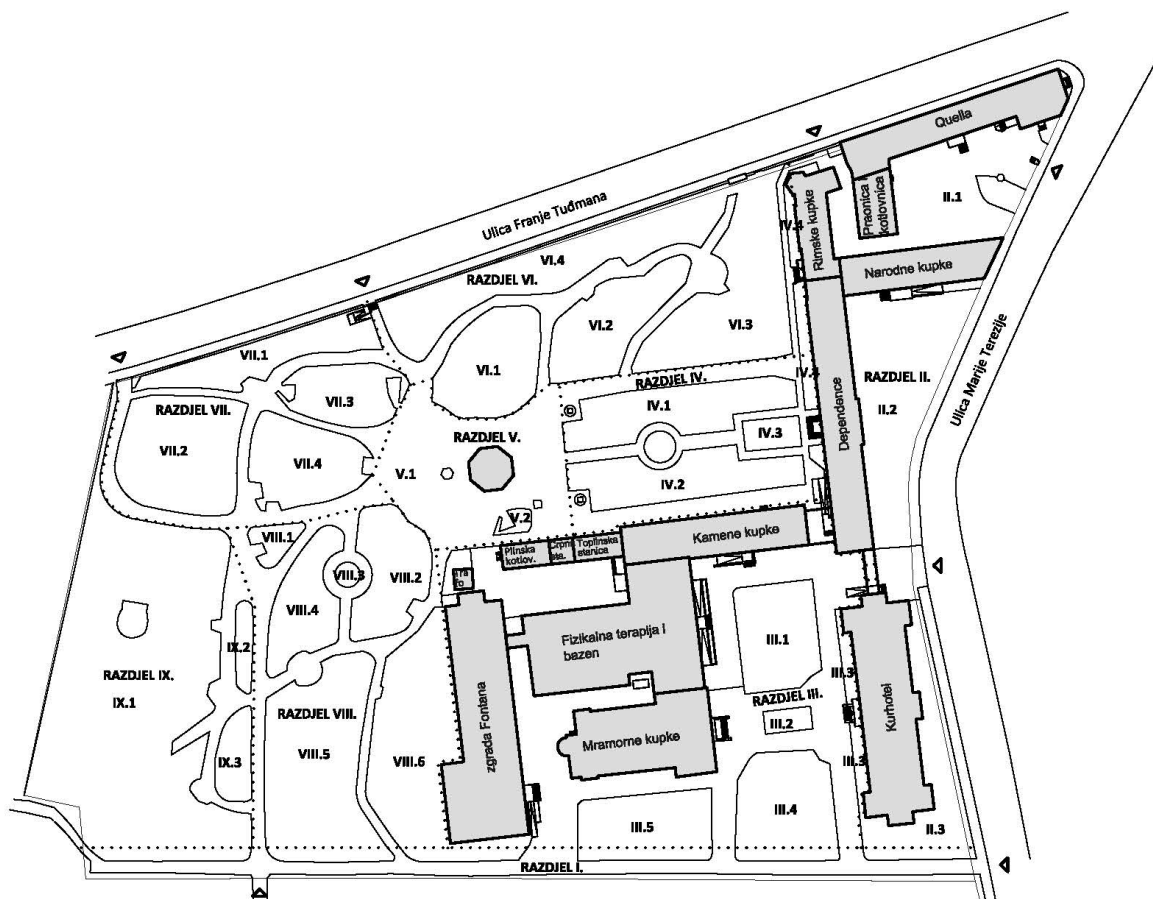 Quella
Ulica Franje Tuđmana
Praonica i
kotlovnica
II.1
Rimske kupke
IV.4
Narodne kupke
VI.4
RAZDJEL VI.
VI.2
VI.3
VII.1
VI.1
RAZDJEL IV.
IV.4
RAZDJEL II.
II.2
Ulica Marije Terezije
RAZDJEL VII.
VII.3
IV.1
Dependence
RAZDJEL V.
IV.3
VII.2
VII.4
V.1
IV.2
V.2
VIII.1
Kamene kupke
Plinska
kotlov.
Toplinska
stanica
VIII.3
VIII.2
VIII.4
Fizikalna terapija i
bazen
III.1
IX.2
RAZDJEL IX.
IX.1
III.3
RAZDJEL III.
RAZDJEL VIII.
III.2
Kurhotel
zgrada Fontana
Mramorne kupke
VIII.5
VIII.6
IX.3
III.3
III.4
III.5
II.3
RAZDJEL I.